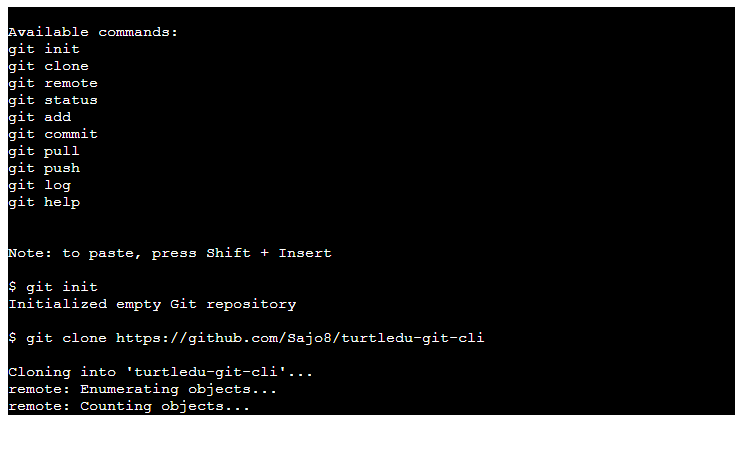 Available commands:
git init
git clone
git remote
git status
git add
git commit
git pull
git push
git log
git help
Note: to paste, press Shift + Insert
$ git init
Initialized empty Git repository
$ git clone https://github.com/Sajo8/turtledu-git-cli
Cloning into 'turtledu-git-cli'...
remote: Enumerating objects...
remote: Counting objects...